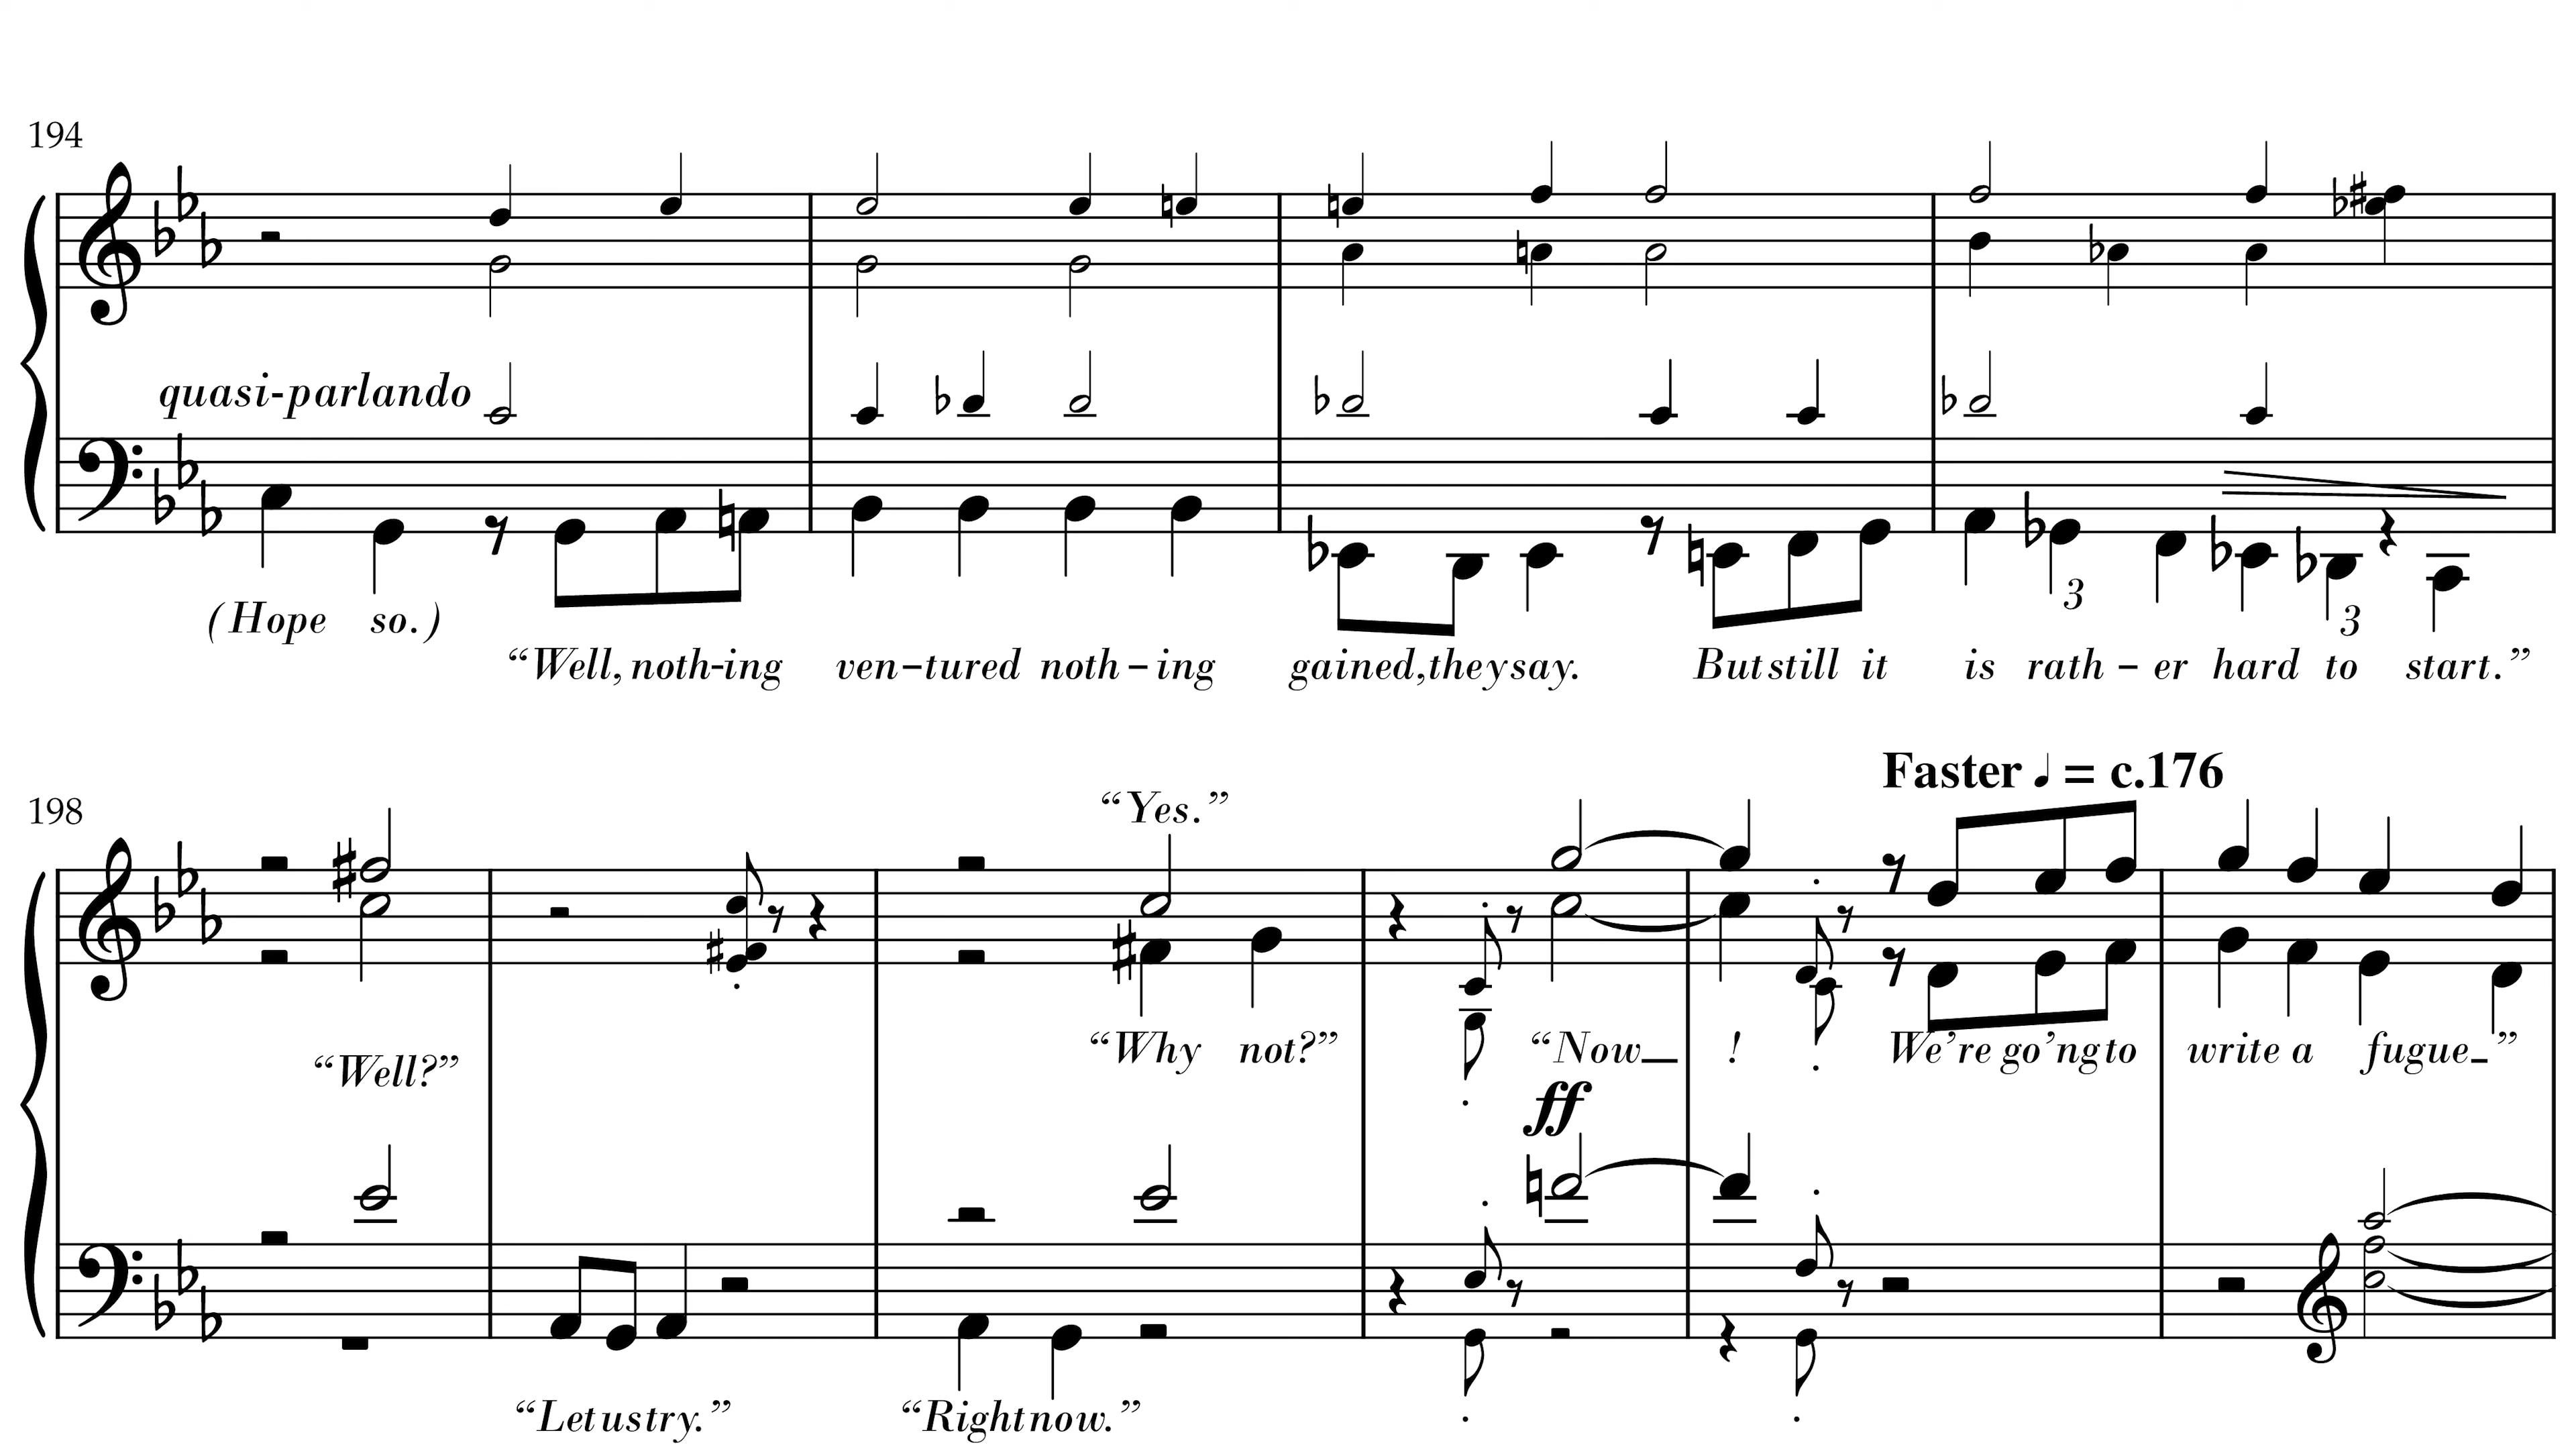 194
quasi-parlando
(Hope so.)
“Well, noth-ing ven-tured noth-ing gained, they say. But still it is rath-er hard to start.”
3 3
Faster ♩ = c.176
198
“Yes.”
“Why not?” “Now ! We’re go’ng to write a fugue ”
“Well?”
ff
“Let us try.” “Right now.”